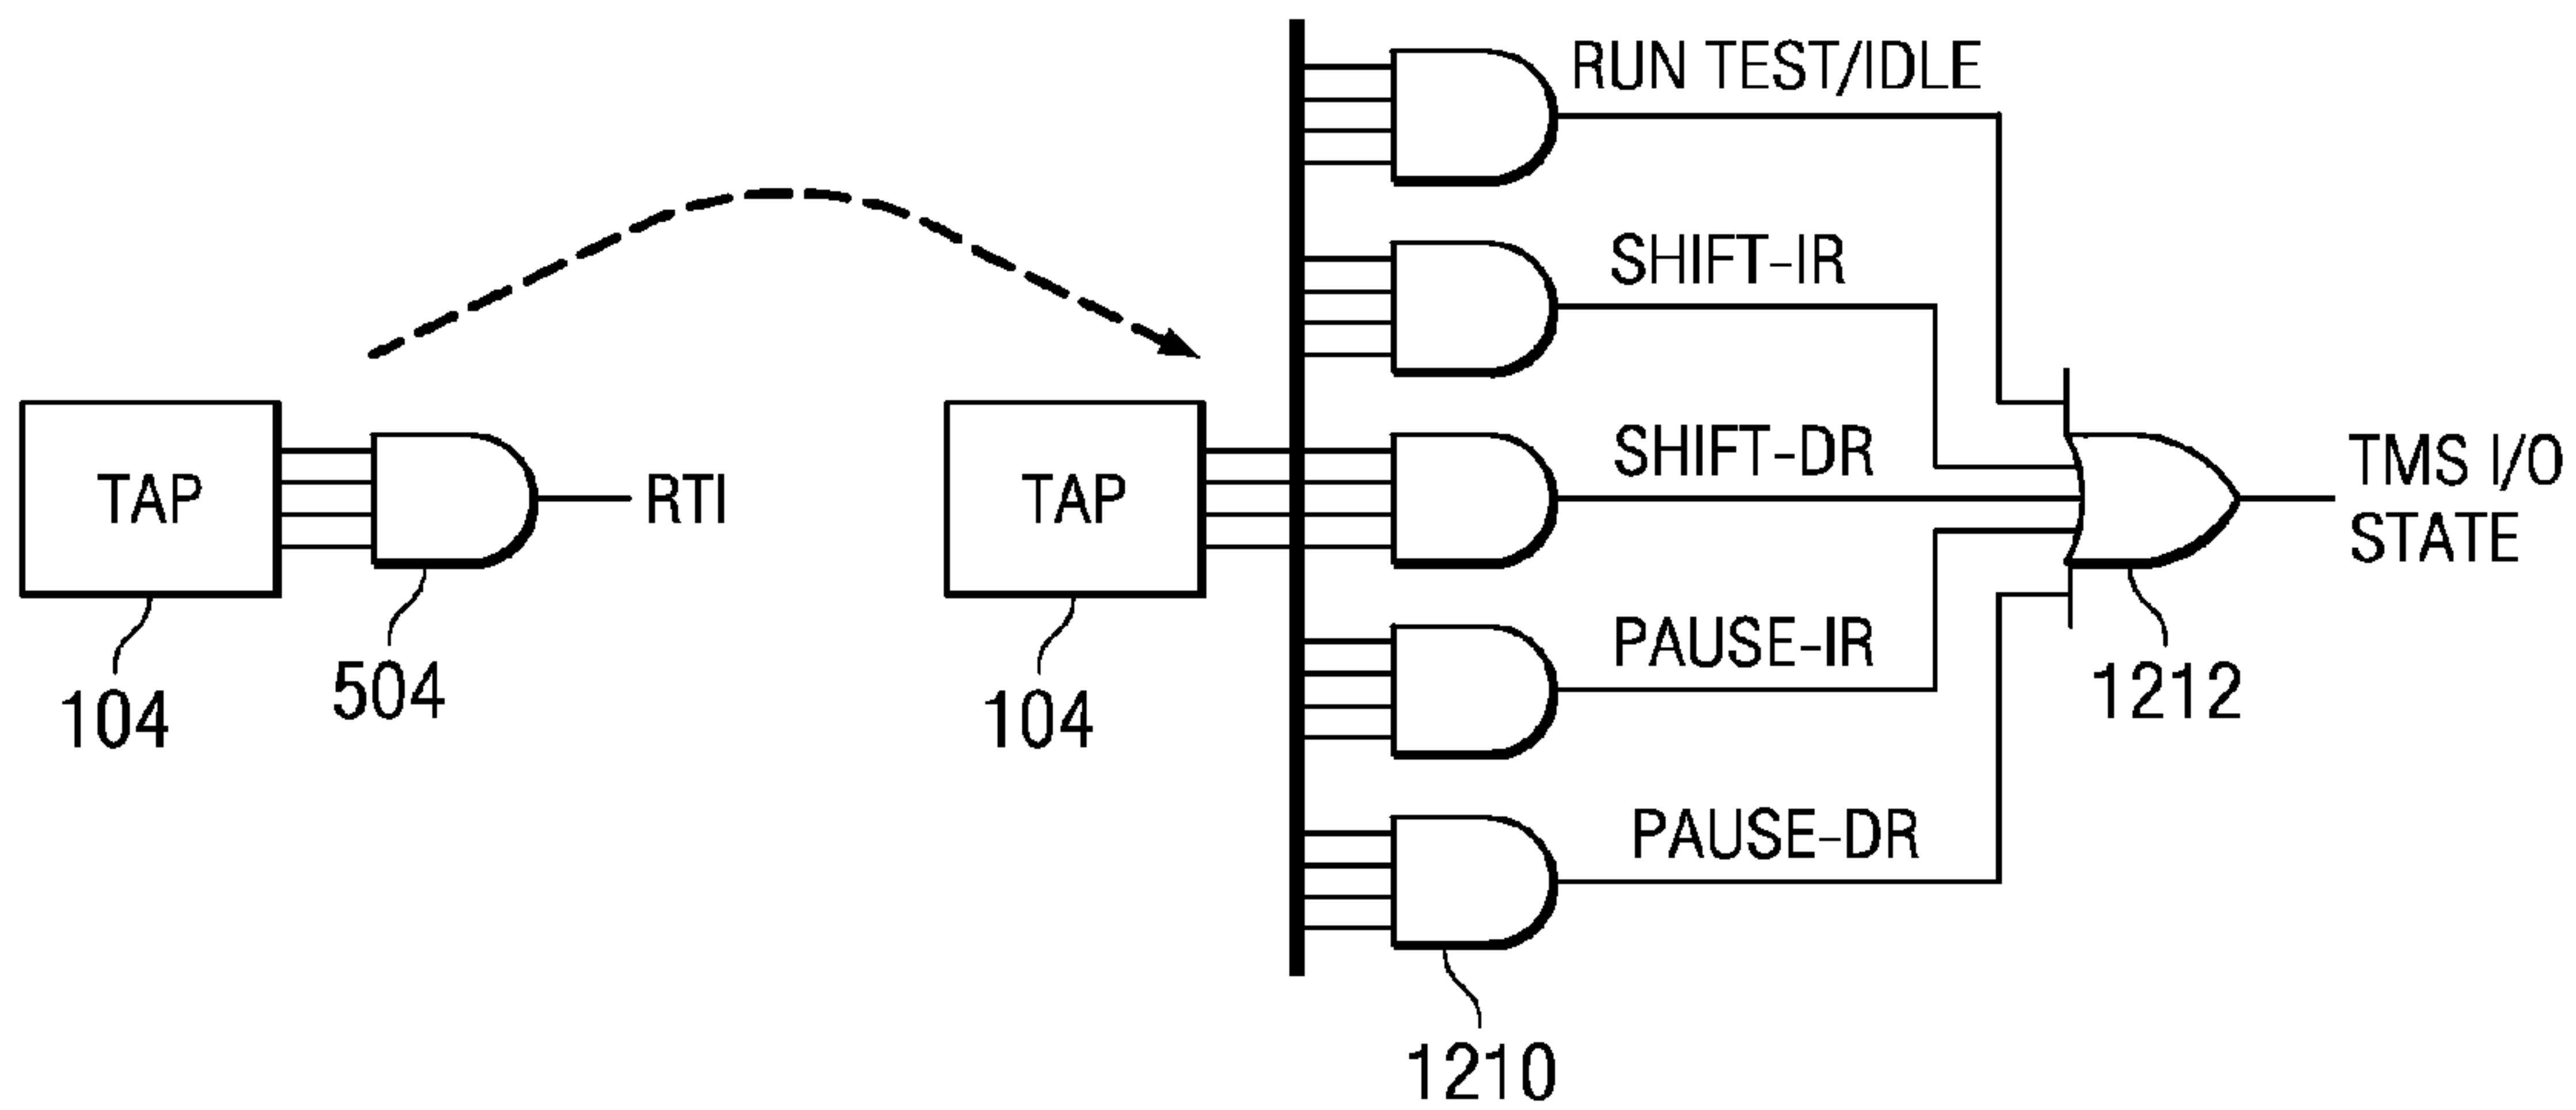 RUN TEST/IDLE
SHIFT-IR
TAP
RTI
TAP
SHIFT-DR
TMS I/O
STATE
104
504
104
PAUSE-IR
1212
PAUSE-DR
1210